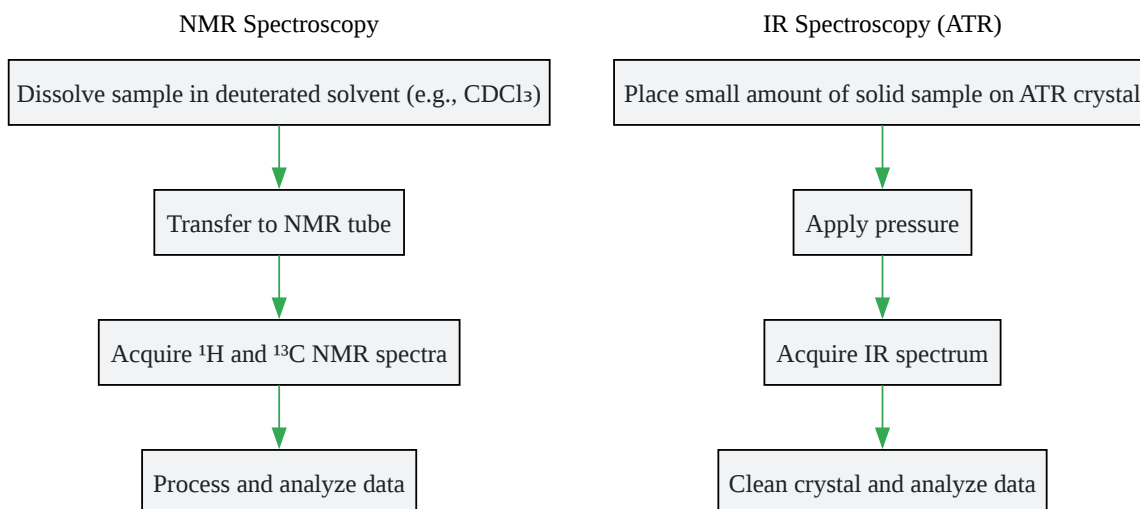 NMR Spectroscopy
Dissolve sample in deuterated solvent (e.g., CDCl₃)
Transfer to NMR tube
Acquire ¹H and ¹³C NMR spectra
Process and analyze data
IR Spectroscopy (ATR)
Place small amount of solid sample on ATR crystal
Apply pressure
Acquire IR spectrum
Clean crystal and analyze data